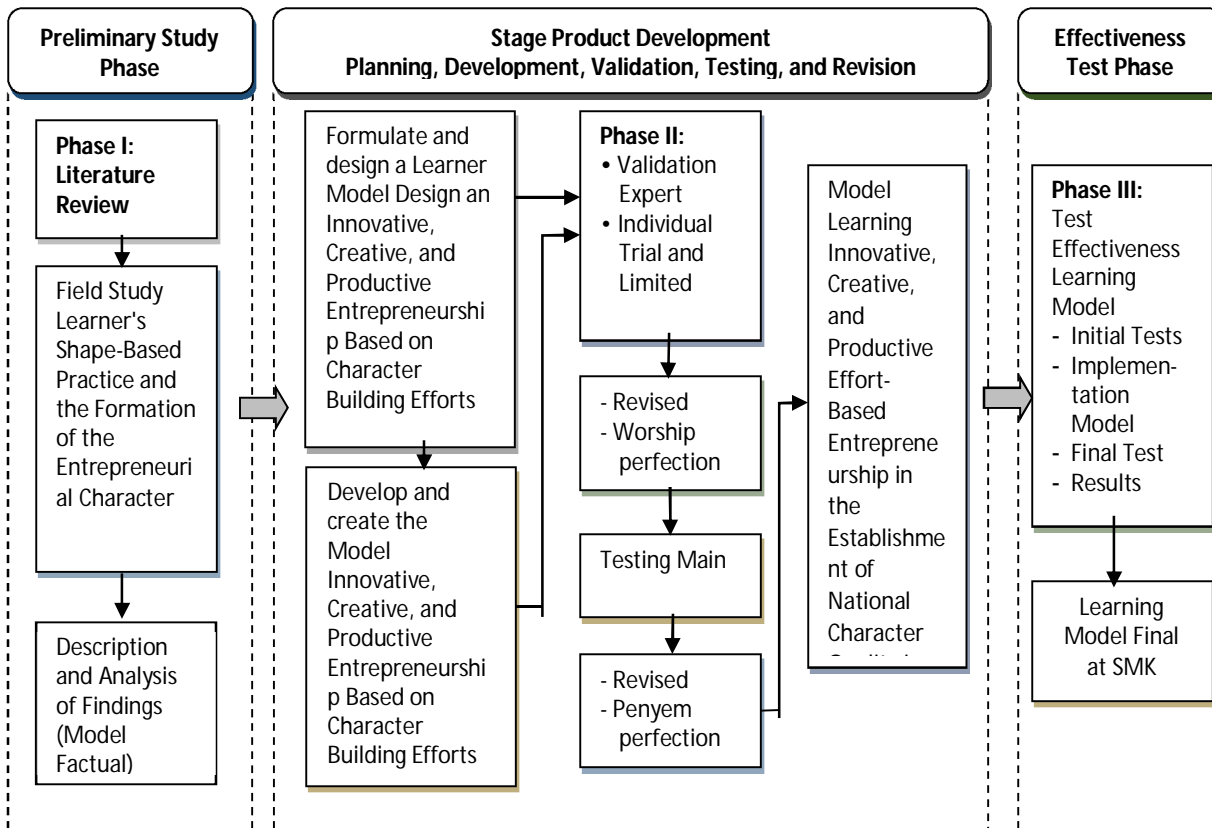 Preliminary Study
Phase
Stage Product Development
Planning, Development, Validation, Testing, and Revision
Effectiveness
Test Phase
Phase I:
Literature
Review
Field Study
Learner's
Shape-Based
Practice and
the Formation
of the
Entrepreneuri
al Character
Description
and Analysis
of Findings
(Model
Factual)
Formulate and
design a Learner
Model Design an
Innovative,
Creative, and
Productive
Entrepreneurshi
p Based on
Character
Building Efforts
Develop and
create the
Model
Innovative,
Creative, and
Productive
Entrepreneurshi
p Based on
Character
Building Efforts
Phase II:
• Validation
Expert
• Individual
Trial and
Limited
- Revised
- Worship
perfection
Testing Main
- Revised
- Penyem
perfection
Model
Learning
Innovative,
Creative,
and
Productive
Effort-
Based
Entreprene
urship in
the
Establishme
nt of
National
Character
Phase III:
Test
Effectiveness
Learning
Model
- Initial Tests
- Implemen-
tation
Model
- Final Test
- Results
Learning
Model Final
at SMK